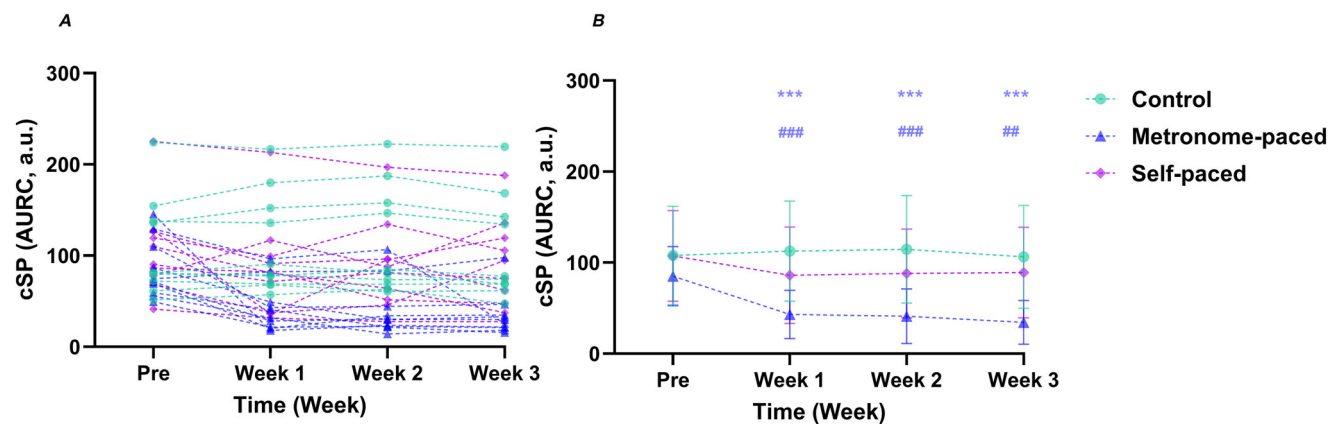 A
cSP (AURC, a.u.)
300
200
100
0
Pre Week 1 Week 2 Week 3
Time (Week)
B
cSP (AURC, a.u.)
300
200
100
0
*** *** ***
### ### ##
Pre Week 1 Week 2 Week 3
Time (Week)
Control
Metronome-paced
Self-paced